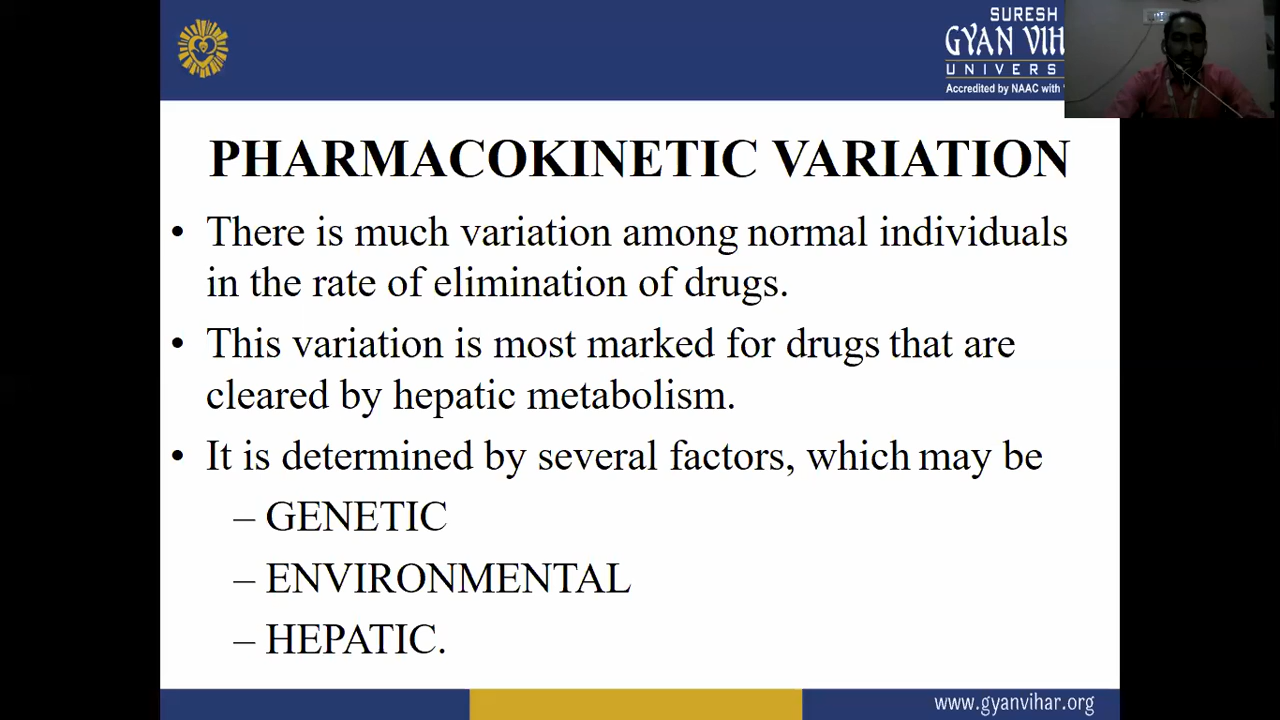 SURESH
GYAN VIH
UNIVERS
Accredited by NAAC with
PHARMACOKINETIC VARIATION
• There is much variation among normal individuals
in the rate of elimination of drugs.
• This variation is most marked for drugs that are
cleared by hepatic metabolism.
• It is determined by several factors, which may be
– GENETIC
– ENVIRONMENTAL
– HEPATIC.
www.gyanvihar.org